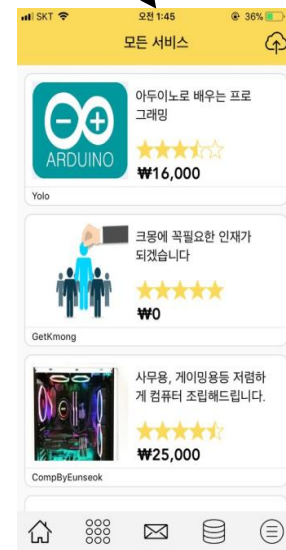 SKT 오전 1:45 36%
모든 서비스
아두이노로 배우는 프로
그래밍
ARDUINO
₩16,000
Yolo
크몽에 꼭필요한 인재가
되겠습니다
₩0
GetKmong
사무용, 게이밍용등 저렴하
게 컴퓨터 조립해드립니다.
₩25,000
CompByEunseok